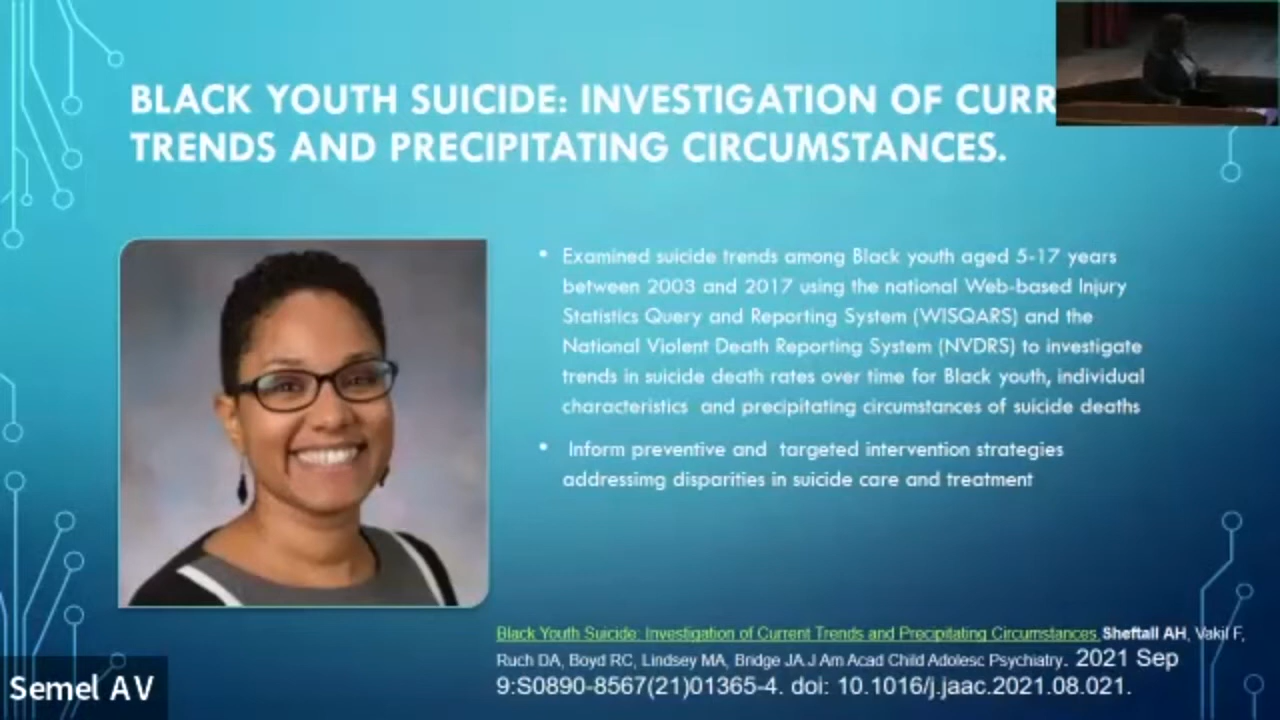 BLACK YOUTH SUICIDE: INVESTIGATION OF CURR
TRENDS AND PRECIPITATING CIRCUMSTANCES.
• Examined suicide trends among Black youth aged 5-17 years
between 2003 and 2017 using the national Web-based Injury
Statistics Query and Reporting System (WISQARS) and the
National Violent Death Reporting System (NVDRS) to investigate
trends in suicide death rates over time for Black youth, individual
characteristics and precipitating circumstances of suicide deaths
• Inform preventive and targeted intervention strategies
addressimg disparities in suicide care and treatment
Black Youth Suicide: Investigation of Current Trends and Precipitating Circumstances. Sheftall AH, Vakil F,
Ruch DA, Boyd RC, Lindsey MA, Bridge JA.J Am Acad Child Adolesc Psychiatry. 2021 Sep
9:S0890-8567(21)01365-4. doi: 10.1016/j.jaac.2021.08.021.
Semel AV